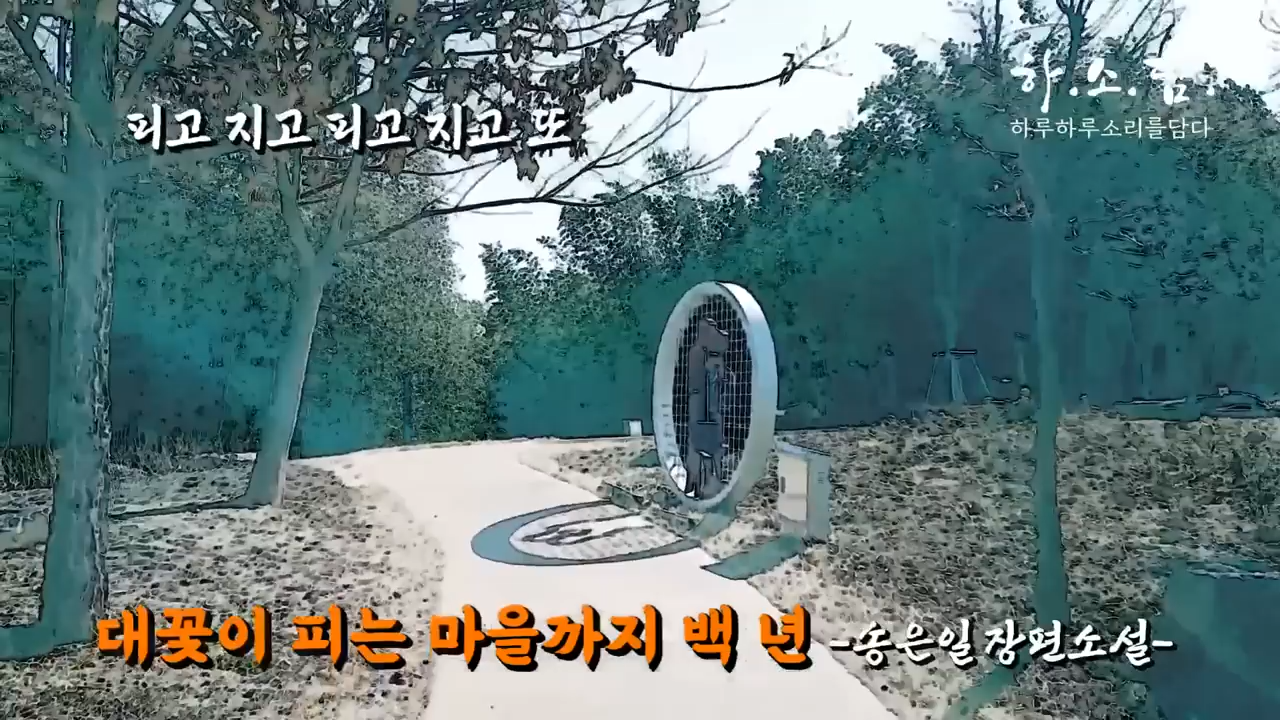 하.소.담
하루하루 소리를 담다
피고 지고 피고 지고 또
대꽃이 피는 마을까지 백 년 -송은일 장편소설-